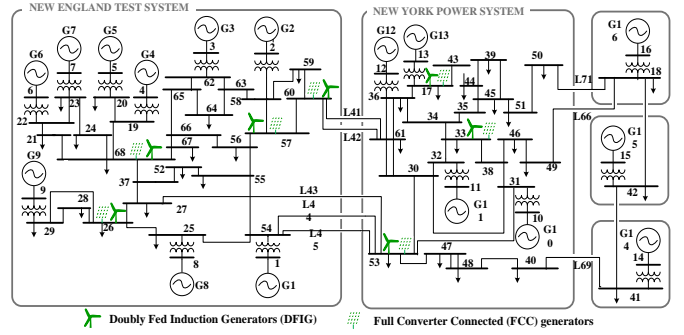 NEW ENGLAND TEST SYSTEM
NEW YORK POWER SYSTEM
G7 G5 G3 G2 G12 G13 G1
6
G6 G4
3 2 59 13 43 39 50 16
7 5 62 12 L71 18
6 4 63 60 17 44
23 20 65 58 36 45
22 19 64 L41 35 51 L66
21 24 66 34 G1
5
67 56 57 L42 61 33 46 15
G9 68 52 32 38 49
9 37 55 30 11 31 42
28 27 L43 G1
1
10
29 26 L4
4
G1
0
G1
4
25 54 L4
5
53 47 40 L69 14
8 1 48 41
G8 G1
Doubly Fed Induction Generators (DFIG)
Full Converter Connected (FCC) generators